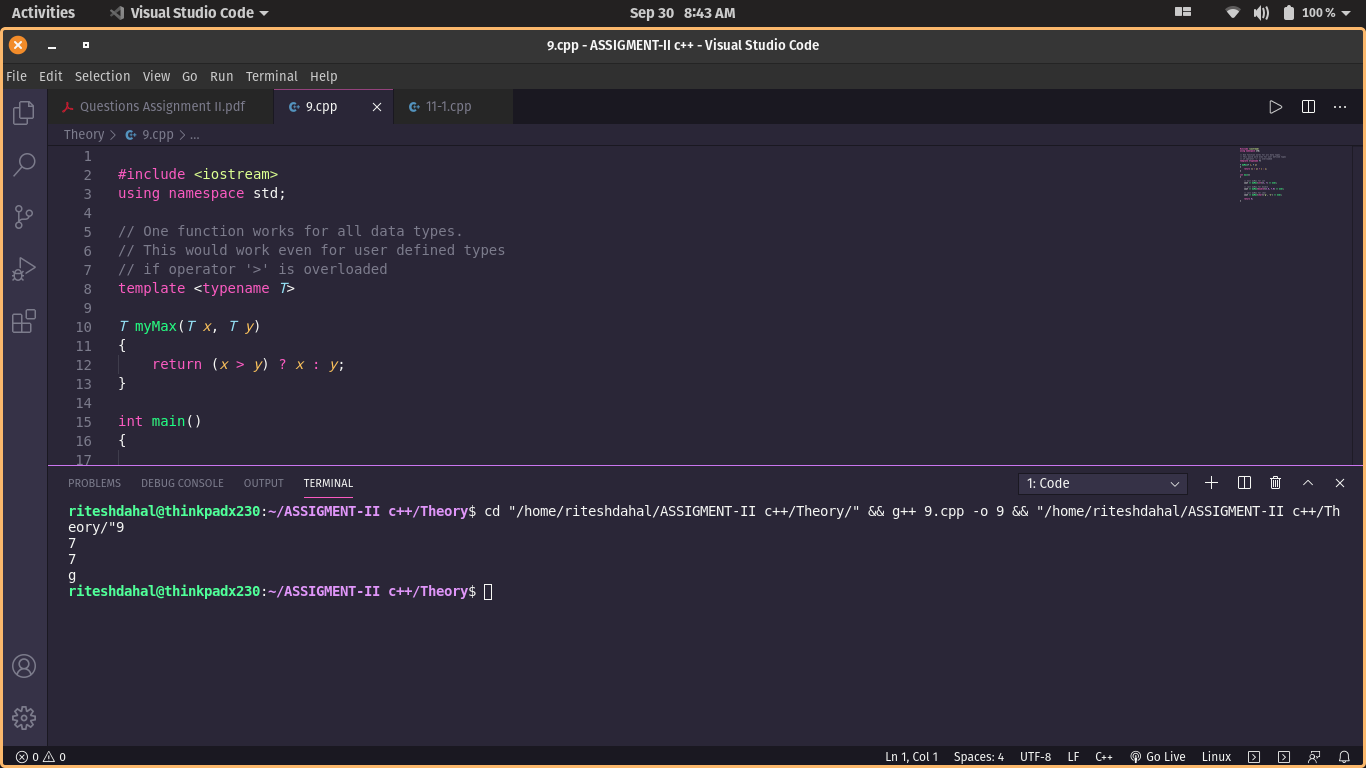 Activities Visual Studio Code Sep 30 8:43 AM 100 %
9.cpp - ASSIGMENT-II c++ - Visual Studio Code
File Edit Selection View Go Run Terminal Help
Questions Assignment II.pdf 9.cpp 11-1.cpp
Theory > 9.cpp > ...
1
2 #include <iostream>
3 using namespace std;
4
5 // One function works for all data types.
6 // This would work even for user defined types
7 // if operator '>' is overloaded
8 template <typename T>
9
10 T myMax(T x, T y)
11 {
12 return (x > y) ? x : y;
13 }
14
15 int main()
16 {
17
PROBLEMS DEBUG CONSOLE OUTPUT TERMINAL 1: Code
riteshdahal@thinkpadx230:~/ASSIGMENT-II c++/Theory$ cd "/home/riteshdahal/ASSIGMENT-II c++/Theory/" && g++ 9.cpp -o 9 && "/home/riteshdahal/ASSIGMENT-II c++/Th
eory/"9
7
7
g
riteshdahal@thinkpadx230:~/ASSIGMENT-II c++/Theory$
0 0 Ln 1, Col 1 Spaces: 4 UTF-8 LF C++ Go Live Linux